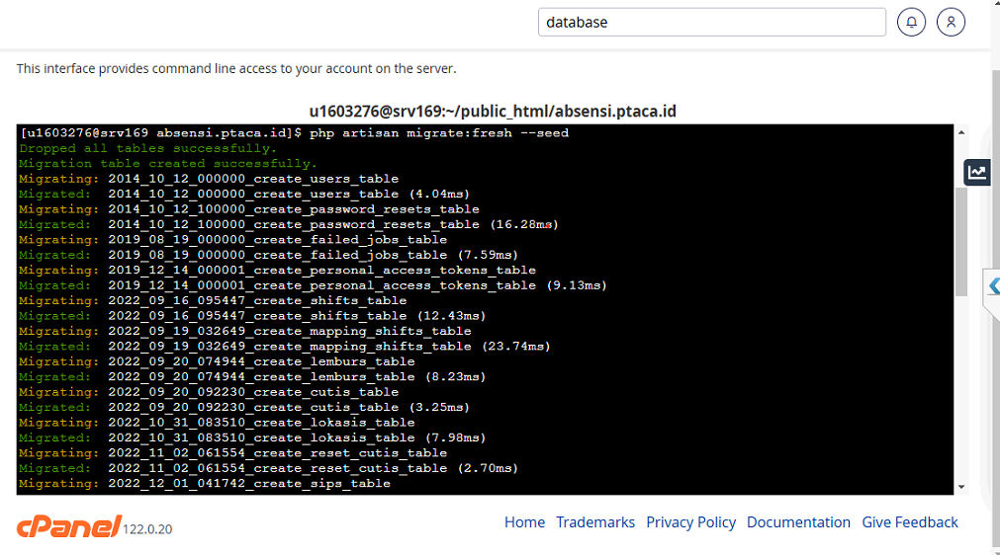 database
This interface provides command line access to your account on the server.
u1603276@srv169:~/public_html/absensi.ptaca.id
[u1603276@srv169 absensi.ptaca.id]$ php artisan migrate:fresh --seed
Dropped all tables successfully.
Migration table created successfully.
Migrating: 2014_10_12_000000_create_users_table
Migrated:  2014_10_12_000000_create_users_table (4.04ms)
Migrating: 2014_10_12_100000_create_password_resets_table
Migrated:  2014_10_12_100000_create_password_resets_table (16.28ms)
Migrating: 2019_08_19_000000_create_failed_jobs_table
Migrated:  2019_08_19_000000_create_failed_jobs_table (7.59ms)
Migrating: 2019_12_14_000001_create_personal_access_tokens_table
Migrated:  2019_12_14_000001_create_personal_access_tokens_table (9.13ms)
Migrating: 2022_09_16_095447_create_shifts_table
Migrated:  2022_09_16_095447_create_shifts_table (12.43ms)
Migrating: 2022_09_19_032649_create_mapping_shifts_table
Migrated:  2022_09_19_032649_create_mapping_shifts_table (23.74ms)
Migrating: 2022_09_20_074944_create_lemburs_table
Migrated:  2022_09_20_074944_create_lemburs_table (8.23ms)
Migrating: 2022_09_20_092230_create_cutis_table
Migrated:  2022_09_20_092230_create_cutis_table (3.25ms)
Migrating: 2022_10_31_083510_create_lokasis_table
Migrated:  2022_10_31_083510_create_lokasis_table (7.98ms)
Migrating: 2022_11_02_061554_create_reset_cutis_table
Migrated:  2022_11_02_061554_create_reset_cutis_table (2.70ms)
Migrating: 2022_12_01_041742_create_sips_table
cPanel 122.0.20
Home Trademarks Privacy Policy Documentation Give Feedback